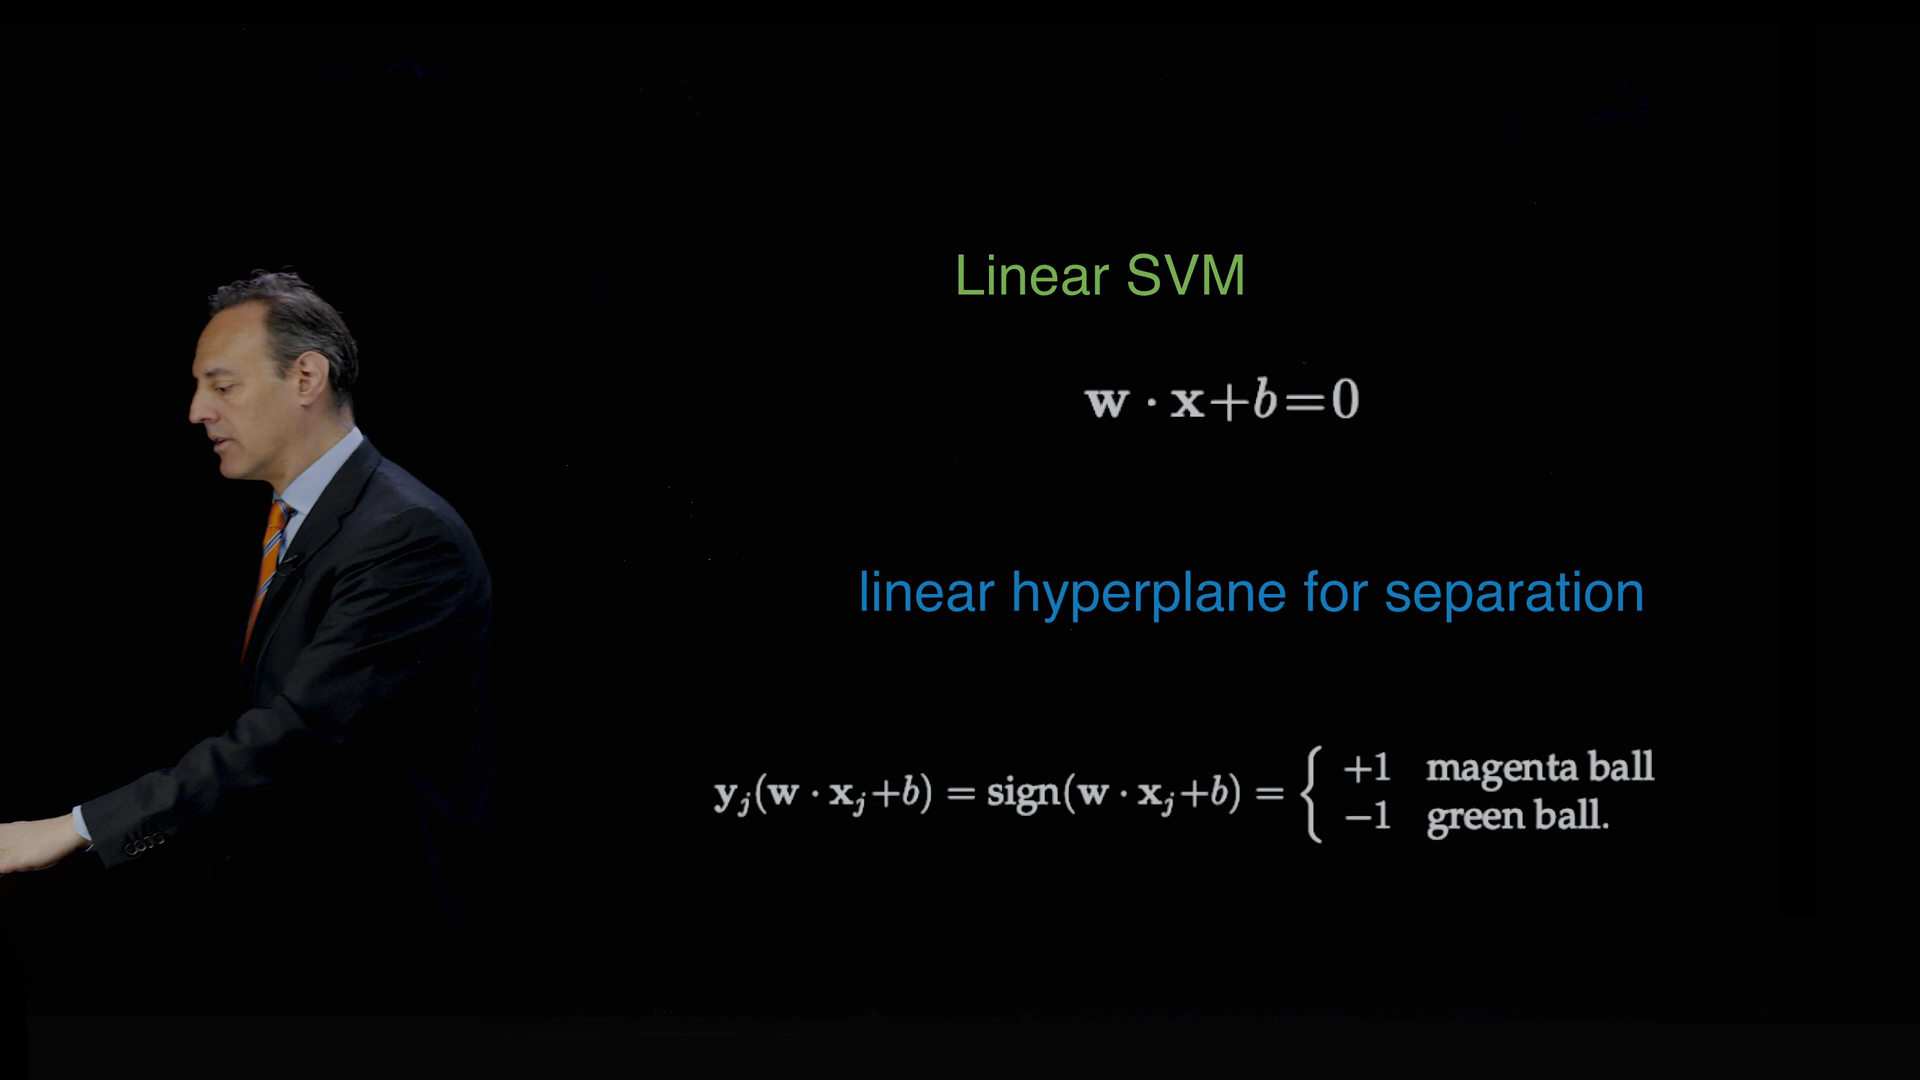 Linear SVM
w · x+b=0
linear hyperplane for separation
yⱼ(w · xⱼ+b) = sign(w · xⱼ+b) = { +1 magenta ball
−1 green ball.